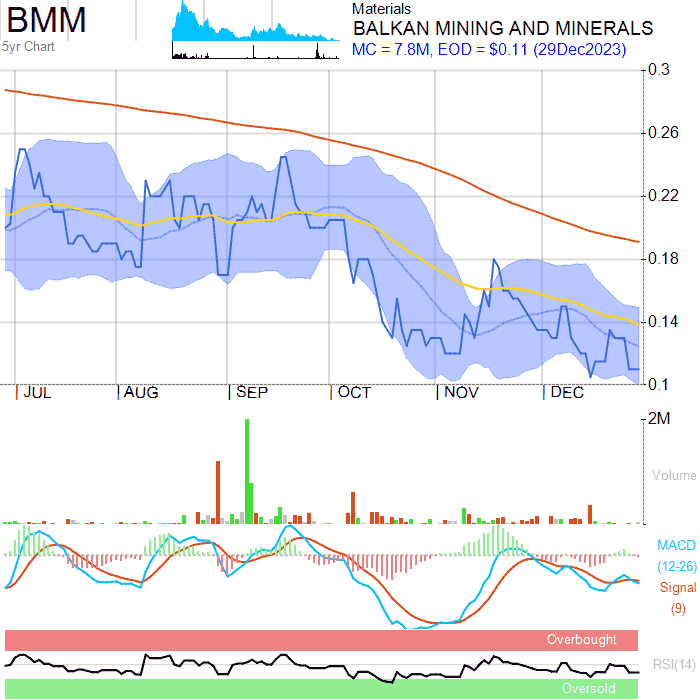 BMM
5yr Chart
Materials
BALKAN MINING AND MINERALS
MC = 7.8M, EOD = $0.11 (29Dec2023)
0.3
0.26
0.22
0.18
0.14
0.1
JUL AUG SEP OCT NOV DEC
2M
Volume
MACD
(12-26)
Signal
(9)
Overbought
RSI(14)
Oversold